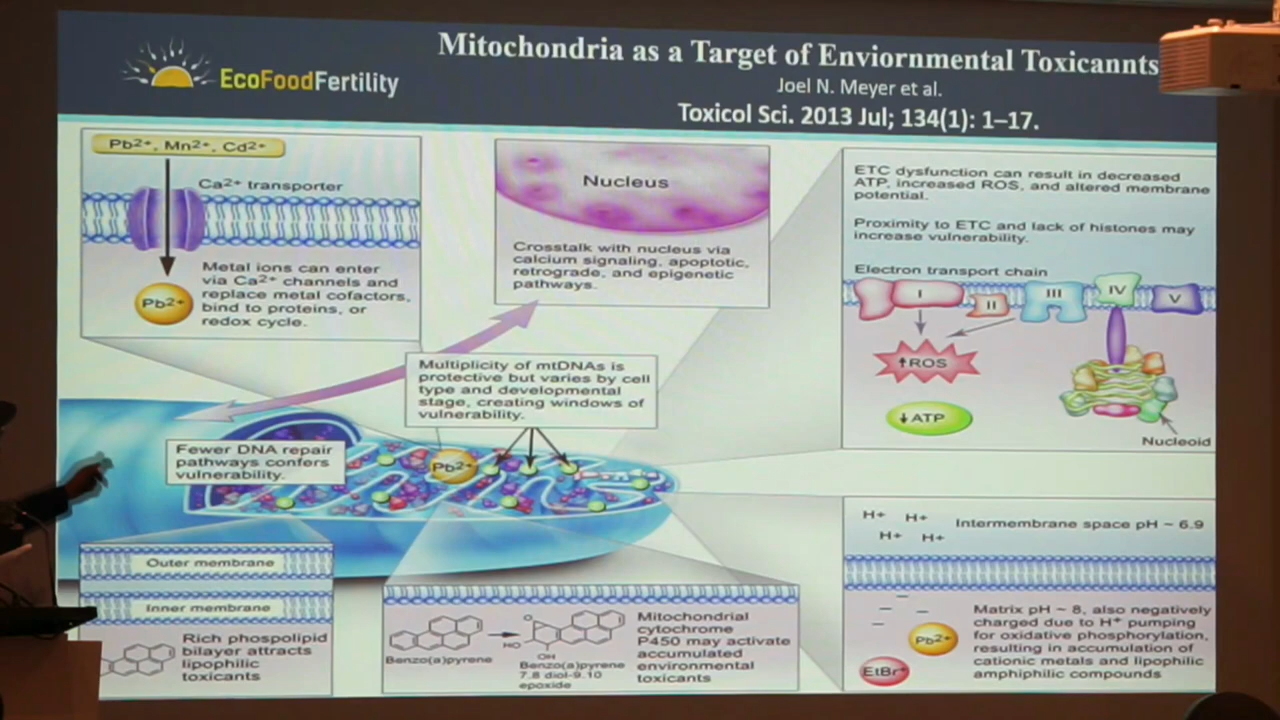 EcoFoodFertility
Mitochondria as a Target of Enviornmental Toxicannts
Joel N. Meyer et al.
Toxicol Sci. 2013 Jul; 134(1): 1–17.
Pb2+, Mn2+, Cd2+
Ca2+ transporter
Metal ions can enter
via Ca2+ channels and
replace metal cofactors,
bind to proteins, or
redox cycle.
Pb2+
Nucleus
Crosstalk with nucleus via
calcium signaling, apoptotic,
retrograde, and epigenetic
pathways.
ETC dysfunction can result in decreased
ATP, increased ROS, and altered membrane
potential.
Proximity to ETC and lack of histones may
increase vulnerability.
Electron transport chain
I
II
III
IV
V
↑ROS
↓ATP
Nucleoid
Multiplicity of mtDNAs is
protective but varies by cell
type and developmental
stage, creating windows of
vulnerability.
Fewer DNA repair
pathways confers
vulnerability.
Pb2+
Outer membrane
Inner membrane
Rich phospolipid
bilayer attracts
lipophilic
toxicants
Benzo(a)pyrene
O
HO
OH
Benzo(a)pyrene
7,8 diol-9,10
epoxide
Mitochondrial
cytochrome
P450 may activate
accumulated
environmental
toxicants
H+ H+
H+ H+
Intermembrane space pH ~ 6.9
Matrix pH ~ 8, also negatively
charged due to H+ pumping
for oxidative phosphorylation,
resulting in accumulation of
cationic metals and lipophilic
amphiphilic compounds
Pb2+
EtBr+